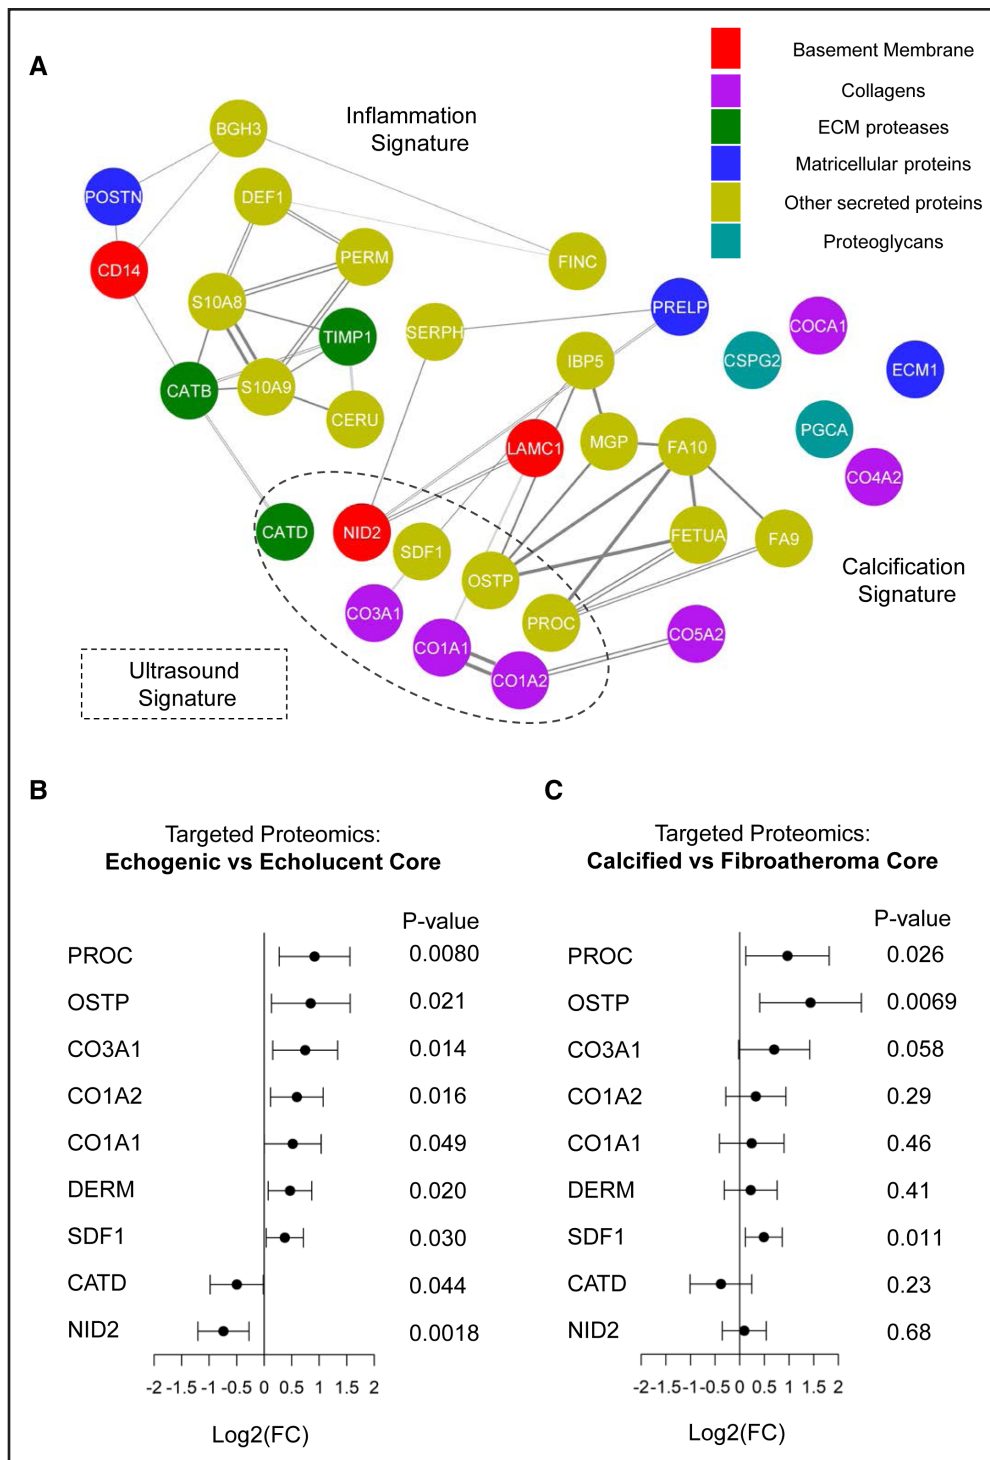 A
Basement Membrane
Collagens
ECM proteases
Matricellular proteins
Other secreted proteins
Proteoglycans
Inflammation
Signature
BGH3
POSTN
DEF1
PERM
CD14
FINC
S10A8
PRELP
TIMP1
SERPH
COCA1
CSPG2
IBP5
ECM1
CATB
S10A9
CERU
PGCA
LAMC1
MGP
FA10
CO4A2
CATD
NID2
SDF1
FETUA
FA9
OSTP
Calcification
Signature
CO3A1
PROC
CO1A1
CO5A2
CO1A2
Ultrasound
Signature
B
Targeted Proteomics:
Echogenic vs Echolucent Core
P-value
PROC 0.0080
OSTP 0.021
CO3A1 0.014
CO1A2 0.016
CO1A1 0.049
DERM 0.020
SDF1 0.030
CATD 0.044
NID2 0.0018
-2 -1.5 -1 -0.5 0 0.5 1 1.5 2
Log2(FC)
C
Targeted Proteomics:
Calcified vs Fibroatheroma Core
P-value
PROC 0.026
OSTP 0.0069
CO3A1 0.058
CO1A2 0.29
CO1A1 0.46
DERM 0.41
SDF1 0.011
CATD 0.23
NID2 0.68
-2 -1.5 -1 -0.5 0 0.5 1 1.5 2
Log2(FC)